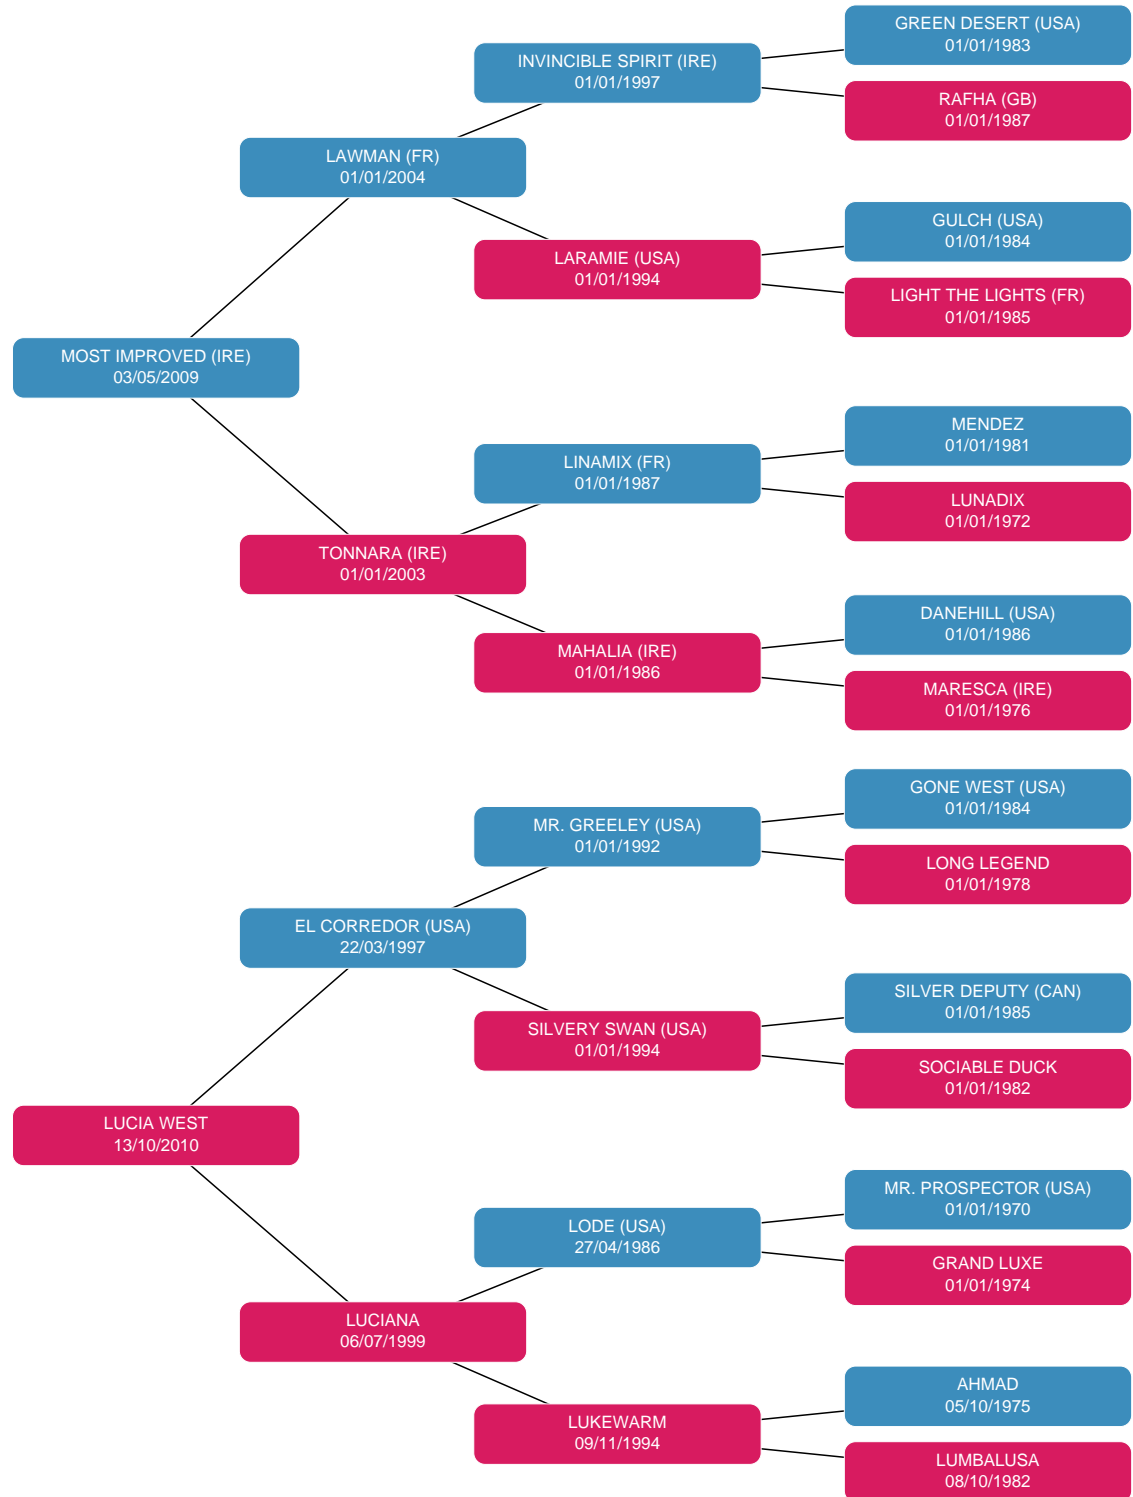 GREEN DESERT (USA)
01/01/1983
INVINCIBLE SPIRIT (IRE)
01/01/1997
RAFHA (GB)
01/01/1987
LAWMAN (FR)
01/01/2004
GULCH (USA)
01/01/1984
LARAMIE (USA)
01/01/1994
LIGHT THE LIGHTS (FR)
01/01/1985
MOST IMPROVED (IRE)
03/05/2009
MENDEZ
01/01/1981
LINAMIX (FR)
01/01/1987
LUNADIX
01/01/1972
TONNARA (IRE)
01/01/2003
DANEHILL (USA)
01/01/1986
MAHALIA (IRE)
01/01/1986
MARESCA (IRE)
01/01/1976
GONE WEST (USA)
01/01/1984
MR. GREELEY (USA)
01/01/1992
LONG LEGEND
01/01/1978
EL CORREDOR (USA)
22/03/1997
SILVER DEPUTY (CAN)
01/01/1985
SILVERY SWAN (USA)
01/01/1994
SOCIABLE DUCK
01/01/1982
LUCIA WEST
13/10/2010
MR. PROSPECTOR (USA)
01/01/1970
LODE (USA)
27/04/1986
GRAND LUXE
01/01/1974
LUCIANA
06/07/1999
AHMAD
05/10/1975
LUKEWARM
09/11/1994
LUMBALUSA
08/10/1982